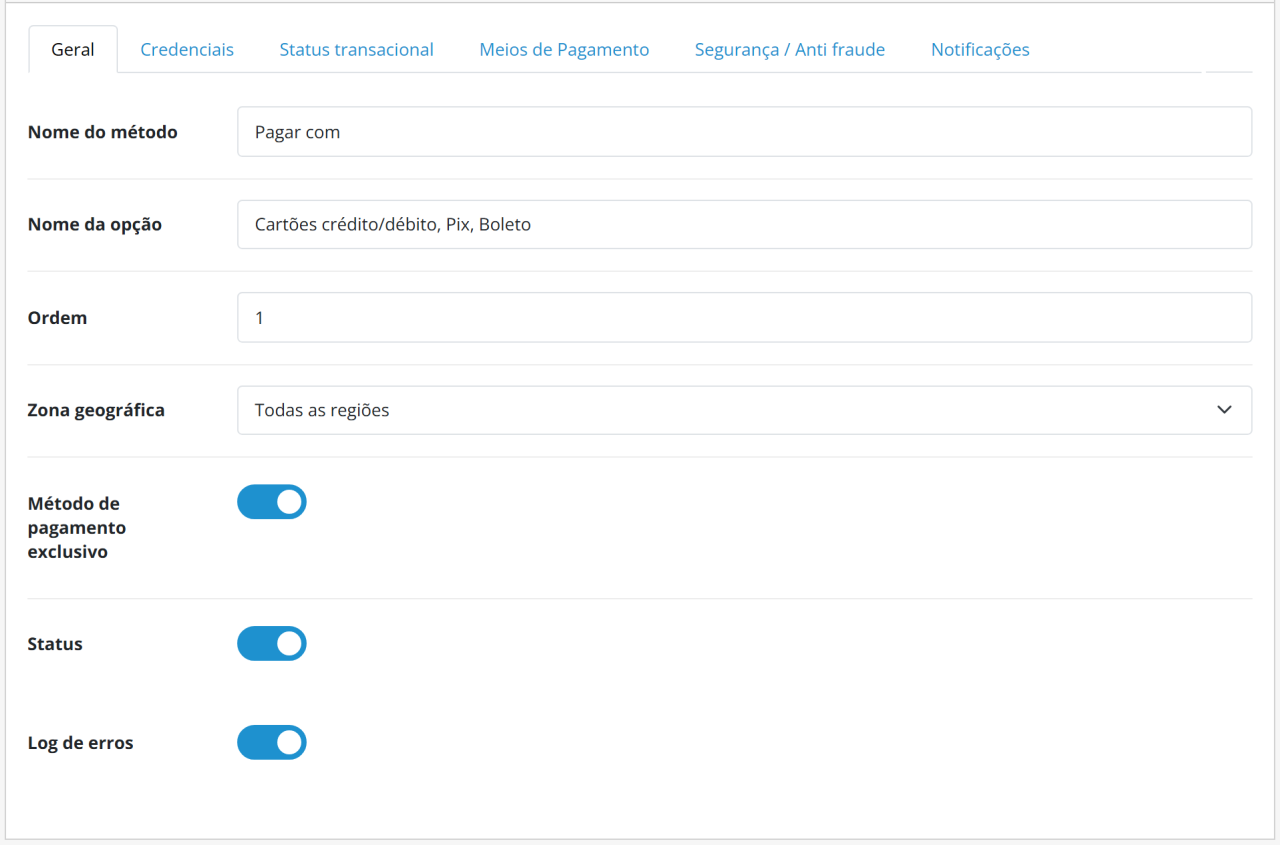 Geral Credenciais Status transacional Meios de Pagamento Segurança / Anti fraude Notificações
Nome do método Pagar com
Nome da opção Cartões crédito/débito, Pix, Boleto
Ordem 1
Zona geográfica Todas as regiões
Método de
pagamento
exclusivo
Status
Log de erros